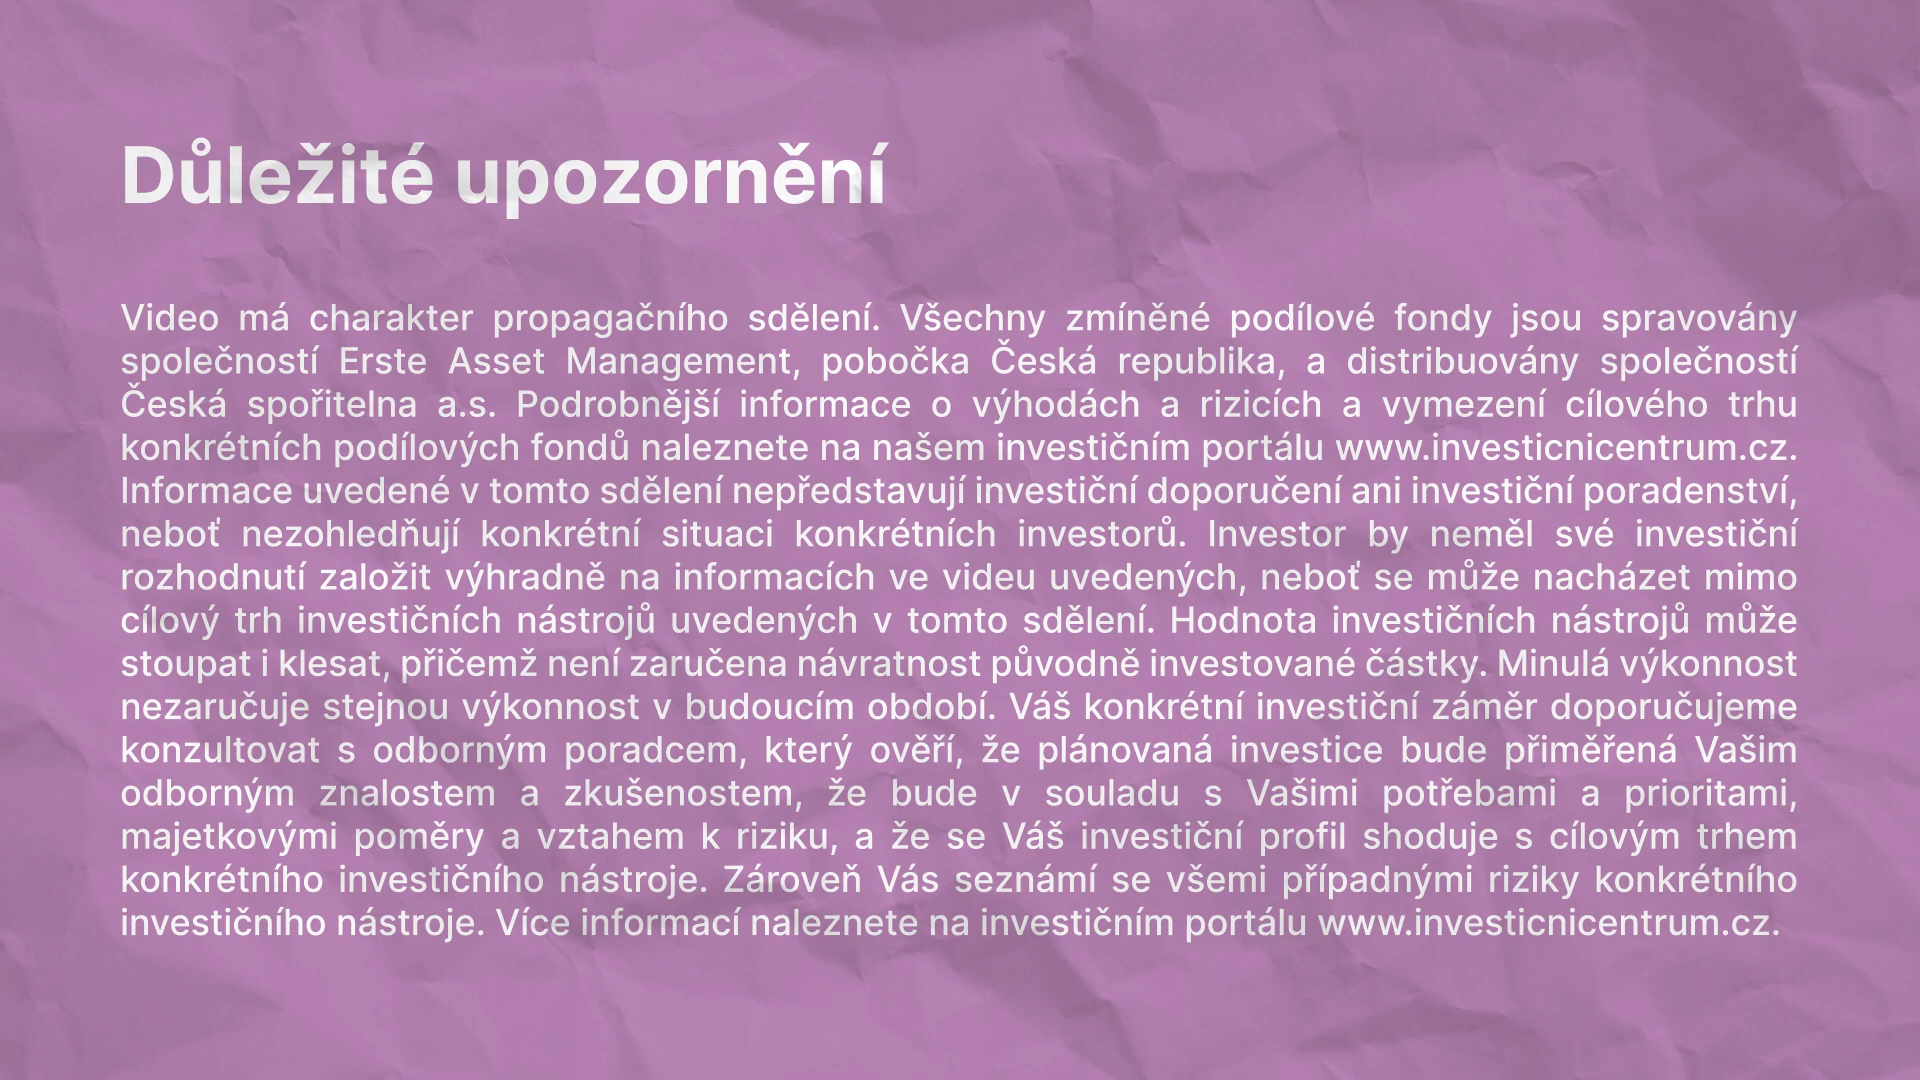 Důležité upozornění
Video má charakter propagačního sdělení. Všechny zmíněné podílové fondy jsou spravovány
společností Erste Asset Management, pobočka Česká republika, a distribuovány společností
Česká spořitelna a.s. Podrobnější informace o výhodách a rizicích a vymezení cílového trhu
konkrétních podílových fondů naleznete na našem investičním portálu www.investicnicentrum.cz.
Informace uvedené v tomto sdělení nepředstavují investiční doporučení ani investiční poradenství,
neboť nezohledňují konkrétní situaci konkrétních investorů. Investor by neměl své investiční
rozhodnutí založit výhradně na informacích ve videu uvedených, neboť se může nacházet mimo
cílový trh investičních nástrojů uvedených v tomto sdělení. Hodnota investičních nástrojů může
stoupat i klesat, přičemž není zaručena návratnost původně investované částky. Minulá výkonnost
nezaručuje stejnou výkonnost v budoucím období. Váš konkrétní investiční záměr doporučujeme
konzultovat s odborným poradcem, který ověří, že plánovaná investice bude přiměřená Vašim
odborným znalostem a zkušenostem, že bude v souladu s Vašimi potřebami a prioritami,
majetkovými poměry a vztahem k riziku, a že se Váš investiční profil shoduje s cílovým trhem
konkrétního investičního nástroje. Zároveň Vás seznámí se všemi případnými riziky konkrétního
investičního nástroje. Více informací naleznete na investičním portálu www.investicnicentrum.cz.